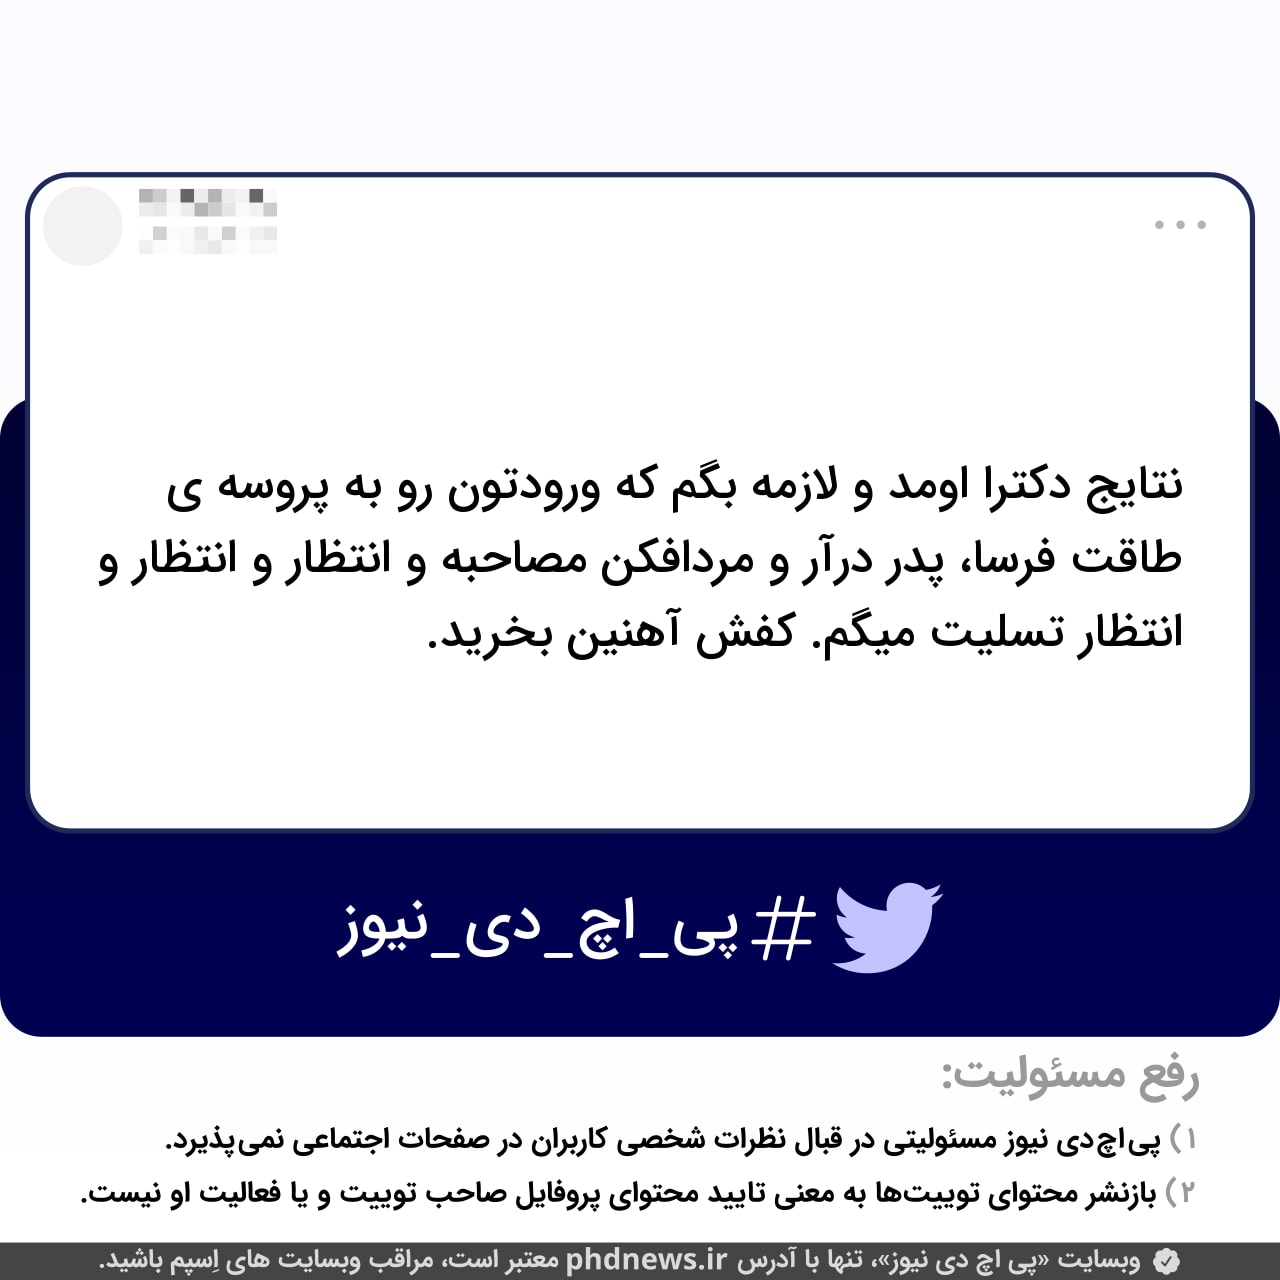 نتایج دکترا اومد و لازمه بگم که ورودتون رو به پروسه ی
طاقت فرسا، پدر درآر و مردافکن مصاحبه و انتظار و انتظار و
انتظار تسلیت میگم. کفش آهنین بخرید.
#پی_اچ_دی_نیوز
رفع مسئولیت:
۱) پی‌اچ‌دی نیوز مسئولیتی در قبال نظرات شخصی کاربران در صفحات اجتماعی نمی‌پذیرد.
۲) بازنشر محتوای توییت‌ها به معنی تایید محتوای پروفایل صاحب توییت و یا فعالیت او نیست.
وبسایت «پی اچ دی نیوز»، تنها با آدرس phdnews.ir معتبر است، مراقب وبسایت های اِسپم باشید.